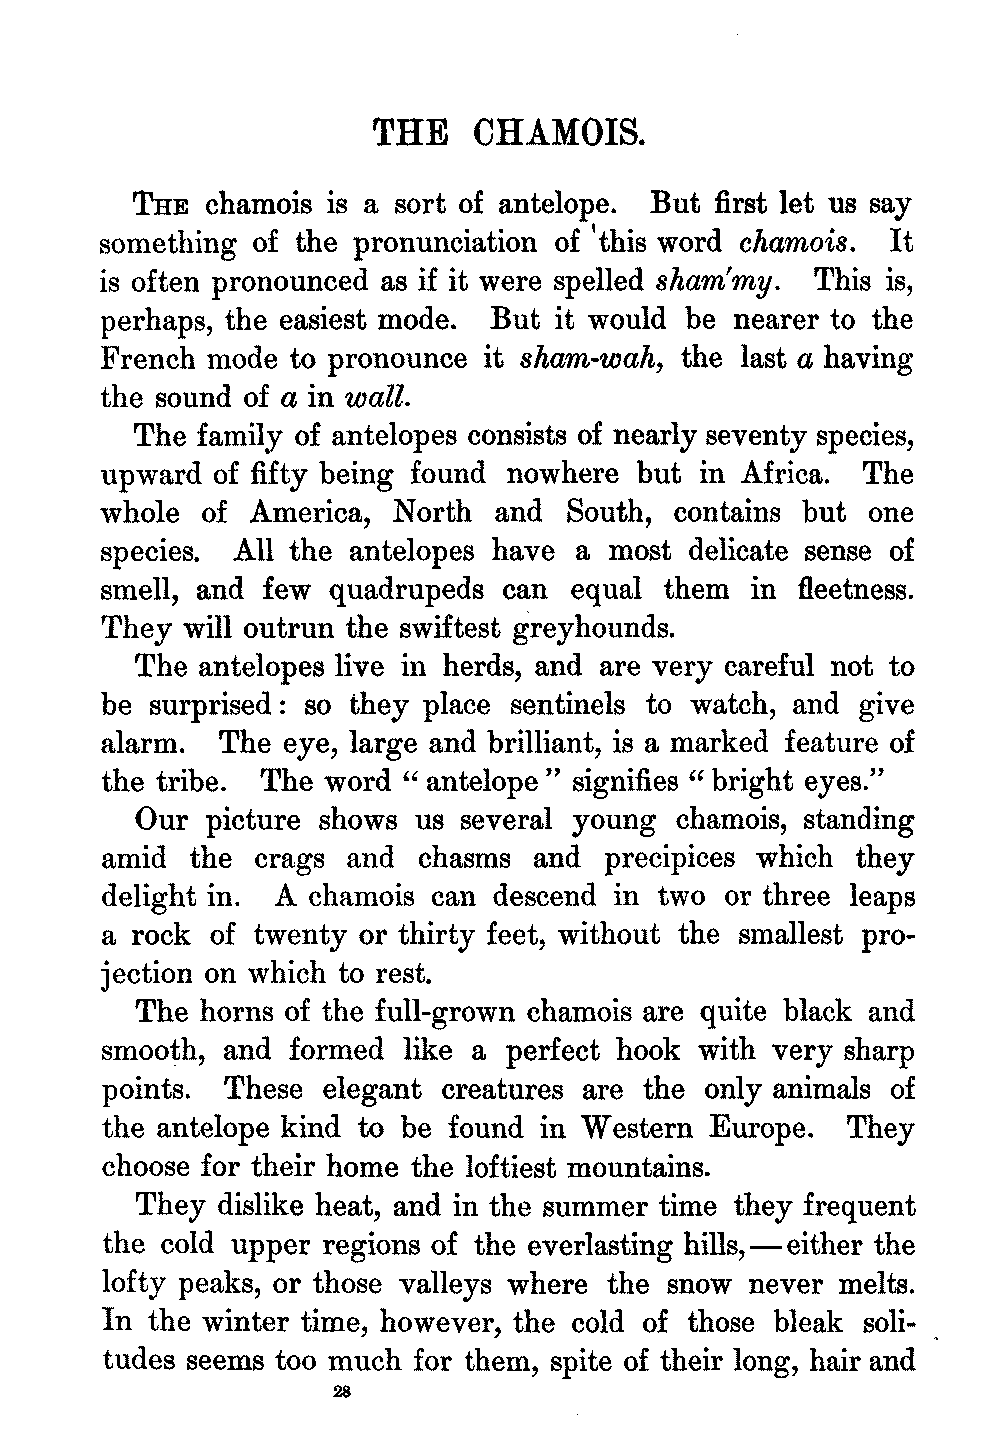 THE CHAMOIS.
THE chamois is a sort of antelope. But first let us say
something of the pronunciation of 'this word chamois. It
is often pronounced as if it were spelled sham'my. This is,
perhaps, the easiest mode. But it would be nearer to the
French mode to pronounce it sham-wah, the last a having
the sound of a in wall.
The family of antelopes consists of nearly seventy species,
upward of fifty being found nowhere but in Africa. The
whole of America, North and South, contains but one
species. All the antelopes have a most delicate sense of
smell, and few quadrupeds can equal them in fleetness.
They will outrun the swiftest greyhounds.
The antelopes live in herds, and are very careful not to
be surprised: so they place sentinels to watch, and give
alarm. The eye, large and brilliant, is a marked feature of
the tribe. The word "antelope" signifies "bright eyes."
Our picture shows us several young chamois, standing
amid the crags and chasms and precipices which they
delight in. A chamois can descend in two or three leaps
a rock of twenty or thirty feet, without the smallest pro-
jection on which to rest.
The horns of the full-grown chamois are quite black and
smooth, and formed like a perfect hook with very sharp
points. These elegant creatures are the only animals of
the antelope kind to be found in Western Europe. They
choose for their home the loftiest mountains.
They dislike heat, and in the summer time they frequent
the cold upper regions of the everlasting hills,—either the
lofty peaks, or those valleys where the snow never melts.
In the winter time, however, the cold of those bleak soli-
tudes seems too much for them, spite of their long, hair and
28